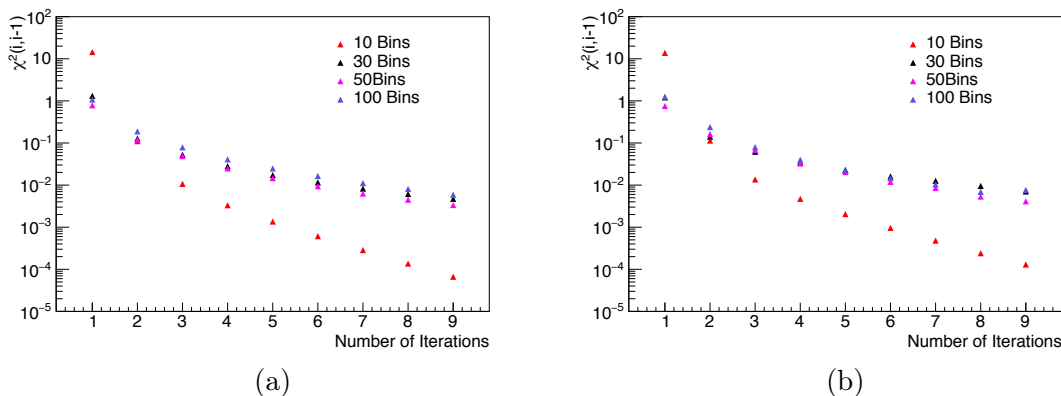 χ²(i,i-1)
10²
10
1
10⁻¹
10⁻²
10⁻³
10⁻⁴
10⁻⁵
10 Bins
30 Bins
50Bins
100 Bins
1 2 3 4 5 6 7 8 9
Number of Iterations
(a)
χ²(i,i-1)
10²
10
1
10⁻¹
10⁻²
10⁻³
10⁻⁴
10⁻⁵
10 Bins
30 Bins
50 Bins
100 Bins
1 2 3 4 5 6 7 8 9
Number of Iterations
(b)